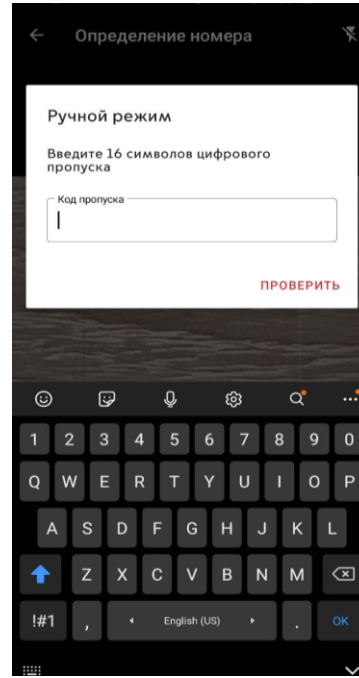 Определение номера
Ручной режим
Введите 16 символов цифрового
пропуска
Код пропуска
ПРОВЕРИТЬ
1 2 3 4 5 6 7 8 9 0
Q W E R T Y U I O P
A S D F G H J K L
Z X C V B N M
!#1 , English (US) . OK